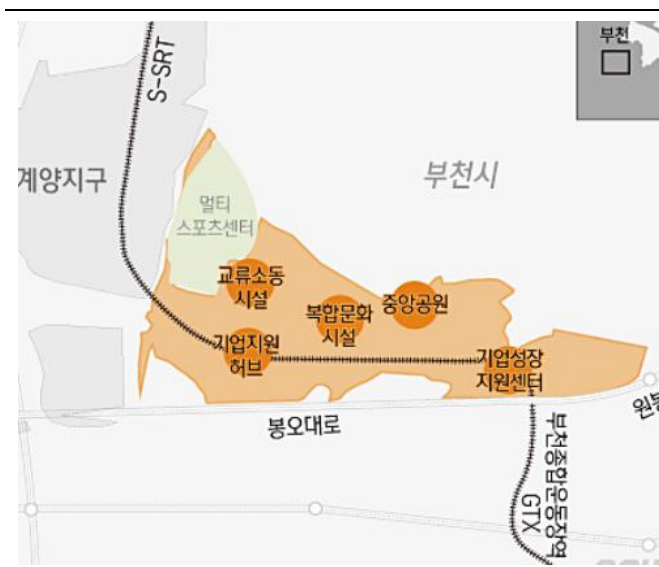 부천
S-SRT
계양지구
부천시
멀티
스포츠센터
교류소동
시설
복합문화
시설
중앙공원
지업지원
허브
지업성장
지원센터
봉오대로
부천종합운동장역
GTX